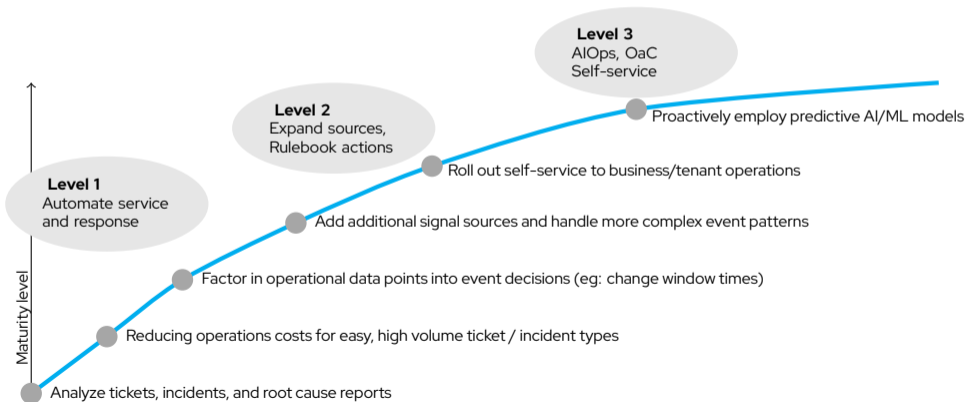 Level 3
AIOps, OaC
Self-service
Level 2
Expand sources,
Rulebook actions
Proactively employ predictive AI/ML models
Level 1
Automate service
and response
Roll out self-service to business/tenant operations
Add additional signal sources and handle more complex event patterns
Factor in operational data points into event decisions (eg: change window times)
Maturity level
Reducing operations costs for easy, high volume ticket / incident types
Analyze tickets, incidents, and root cause reports